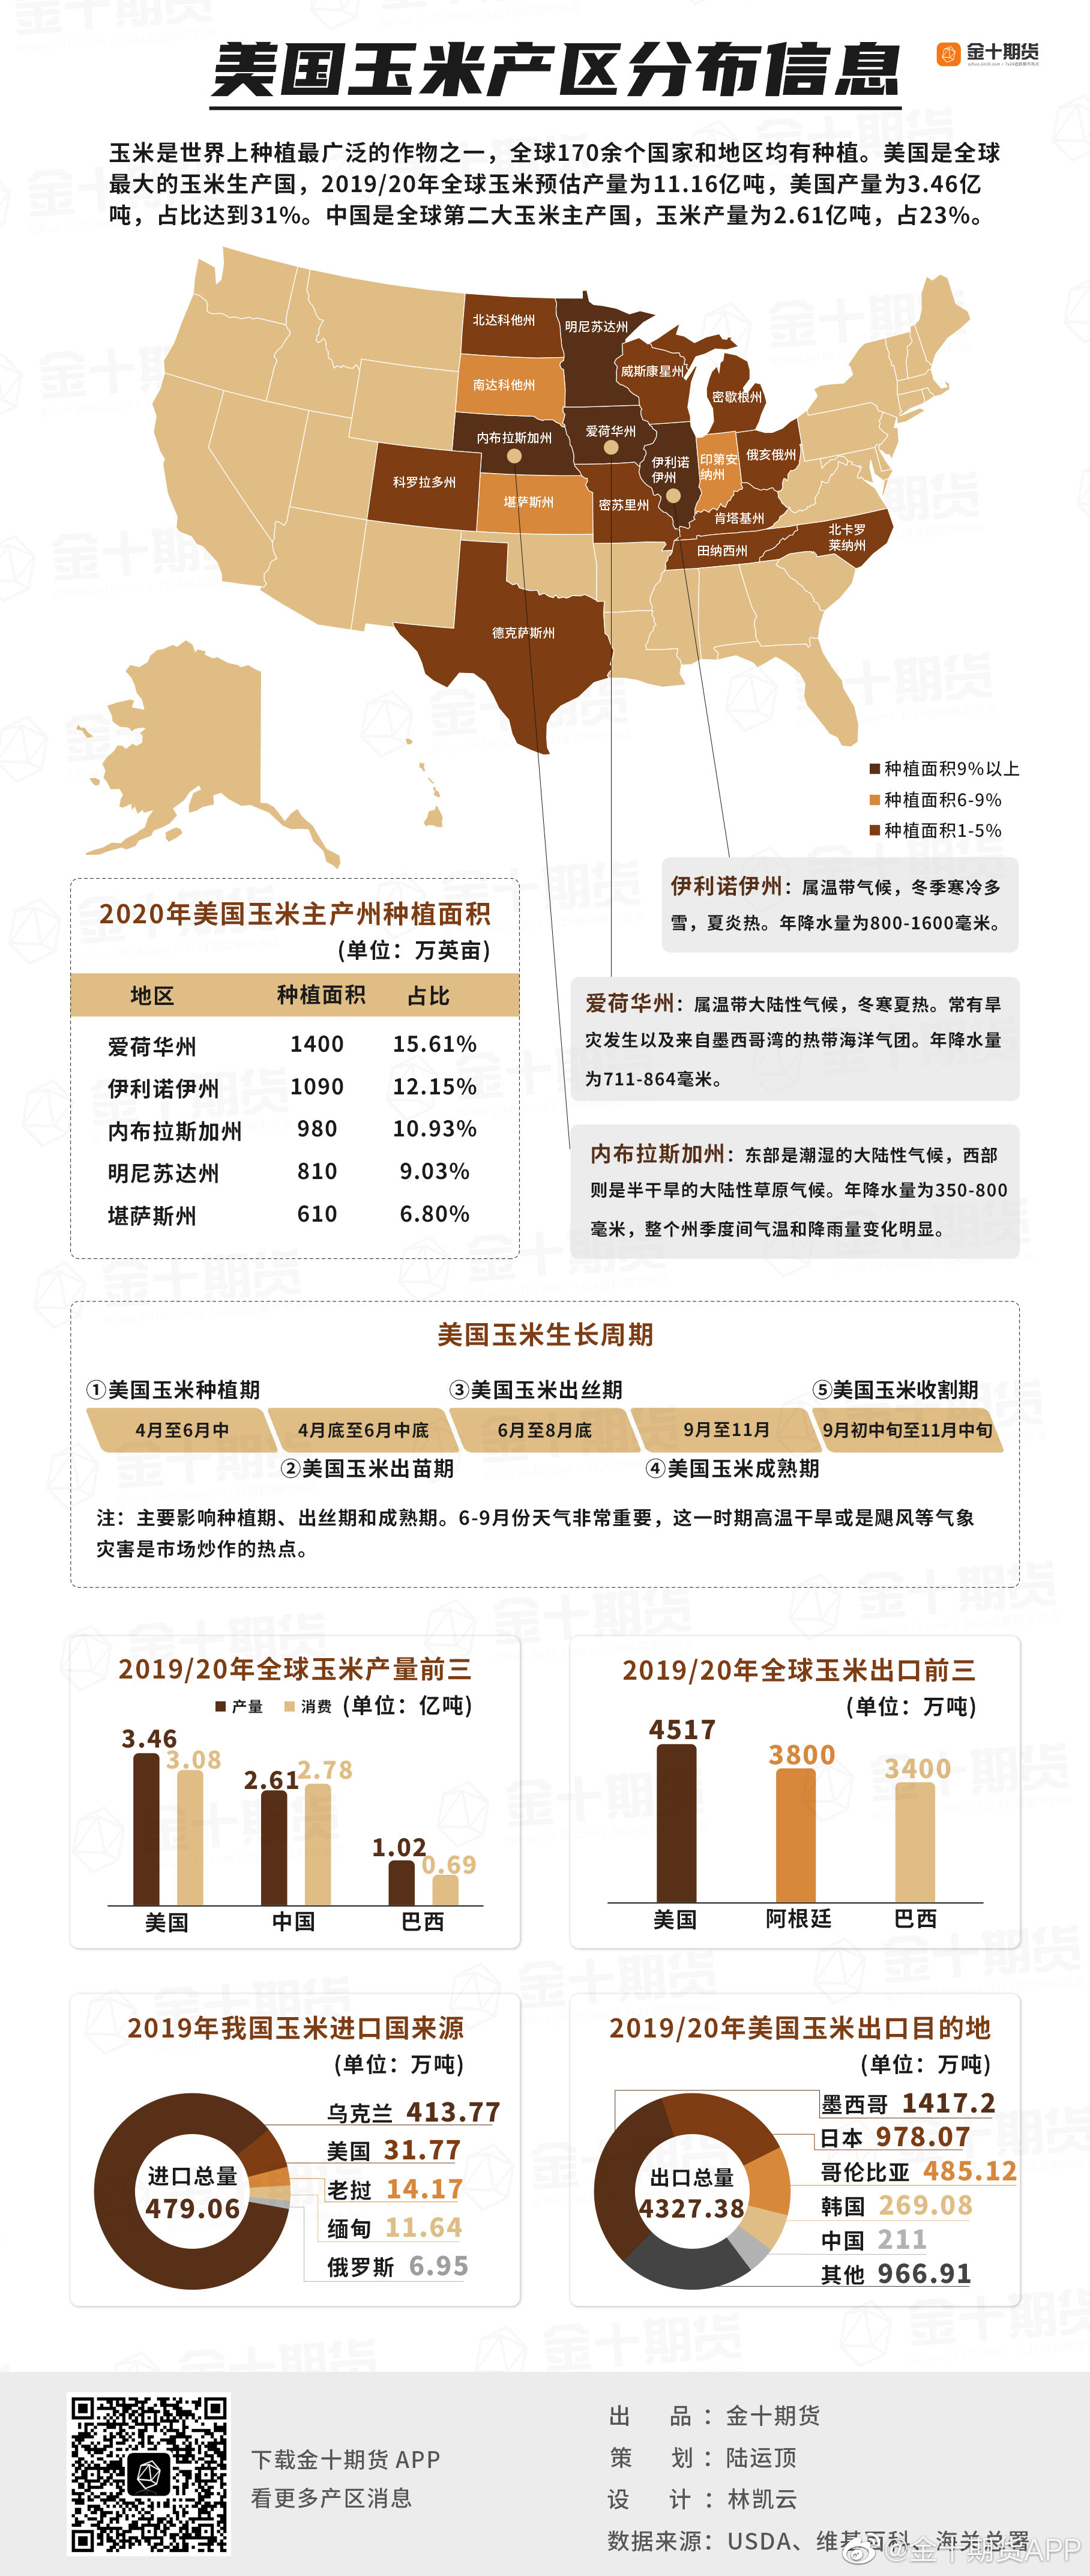 美国玉米产区分布信息
金十期货
玉米是世界上种植最广泛的作物之一，全球170余个国家和地区均有种植。美国是全球
最大的玉米生产国，2019/20年全球玉米预估产量为11.16亿吨，美国产量为3.46亿
吨，占比达到31%。中国是全球第二大玉米主产国，玉米产量为2.61亿吨，占23%。
北达科他州
明尼苏达州
南达科他州
威斯康星州
密歇根州
内布拉斯加州
爱荷华州
伊利诺
伊州
印第安
纳州
俄亥俄州
科罗拉多州
堪萨斯州
密苏里州
肯塔基州
北卡罗
莱纳州
田纳西州
德克萨斯州
种植面积9%以上
种植面积6-9%
种植面积1-5%
伊利诺伊州：属温带气候，冬季寒冷多
雪，夏炎热。年降水量为800-1600毫米。
爱荷华州：属温带大陆性气候，冬寒夏热。常有旱
灾发生以及来自墨西哥湾的热带海洋气团。年降水量
为711-864毫米。
内布拉斯加州：东部是潮湿的大陆性气候，西部
则是半干旱的大陆性草原气候。年降水量为350-800
毫米，整个州季度间气温和降雨量变化明显。
2020年美国玉米主产州种植面积
(单位：万英亩)
地区 种植面积 占比
爱荷华州 1400 15.61%
伊利诺伊州 1090 12.15%
内布拉斯加州 980 10.93%
明尼苏达州 810 9.03%
堪萨斯州 610 6.80%
美国玉米生长周期
①美国玉米种植期 ③美国玉米出丝期 ⑤美国玉米收割期
4月至6月中 4月底至6月中底 6月至8月底 9月至11月 9月初中旬至11月中旬
②美国玉米出苗期 ④美国玉米成熟期
注：主要影响种植期、出丝期和成熟期。6-9月份天气非常重要，这一时期高温干旱或是飓风等气象
灾害是市场炒作的热点。
2019/20年全球玉米产量前三
产量 消费 (单位：亿吨)
3.46 3.08 2.61 2.78 1.02 0.69
美国 中国 巴西
2019/20年全球玉米出口前三
(单位：万吨)
4517 3800 3400
美国 阿根廷 巴西
2019年我国玉米进口国来源
(单位：万吨)
进口总量
479.06
乌克兰 413.77
美国 31.77
老挝 14.17
缅甸 11.64
俄罗斯 6.95
2019/20年美国玉米出口目的地
(单位：万吨)
出口总量
4327.38
墨西哥 1417.2
日本 978.07
哥伦比亚 485.12
韩国 269.08
中国 211
其他 966.91
下载金十期货 APP
看更多产区消息
出 品：金十期货
策 划：陆运顶
设 计：林凯云
数据来源：USDA、维基百科、海关总署
@金十期货APP